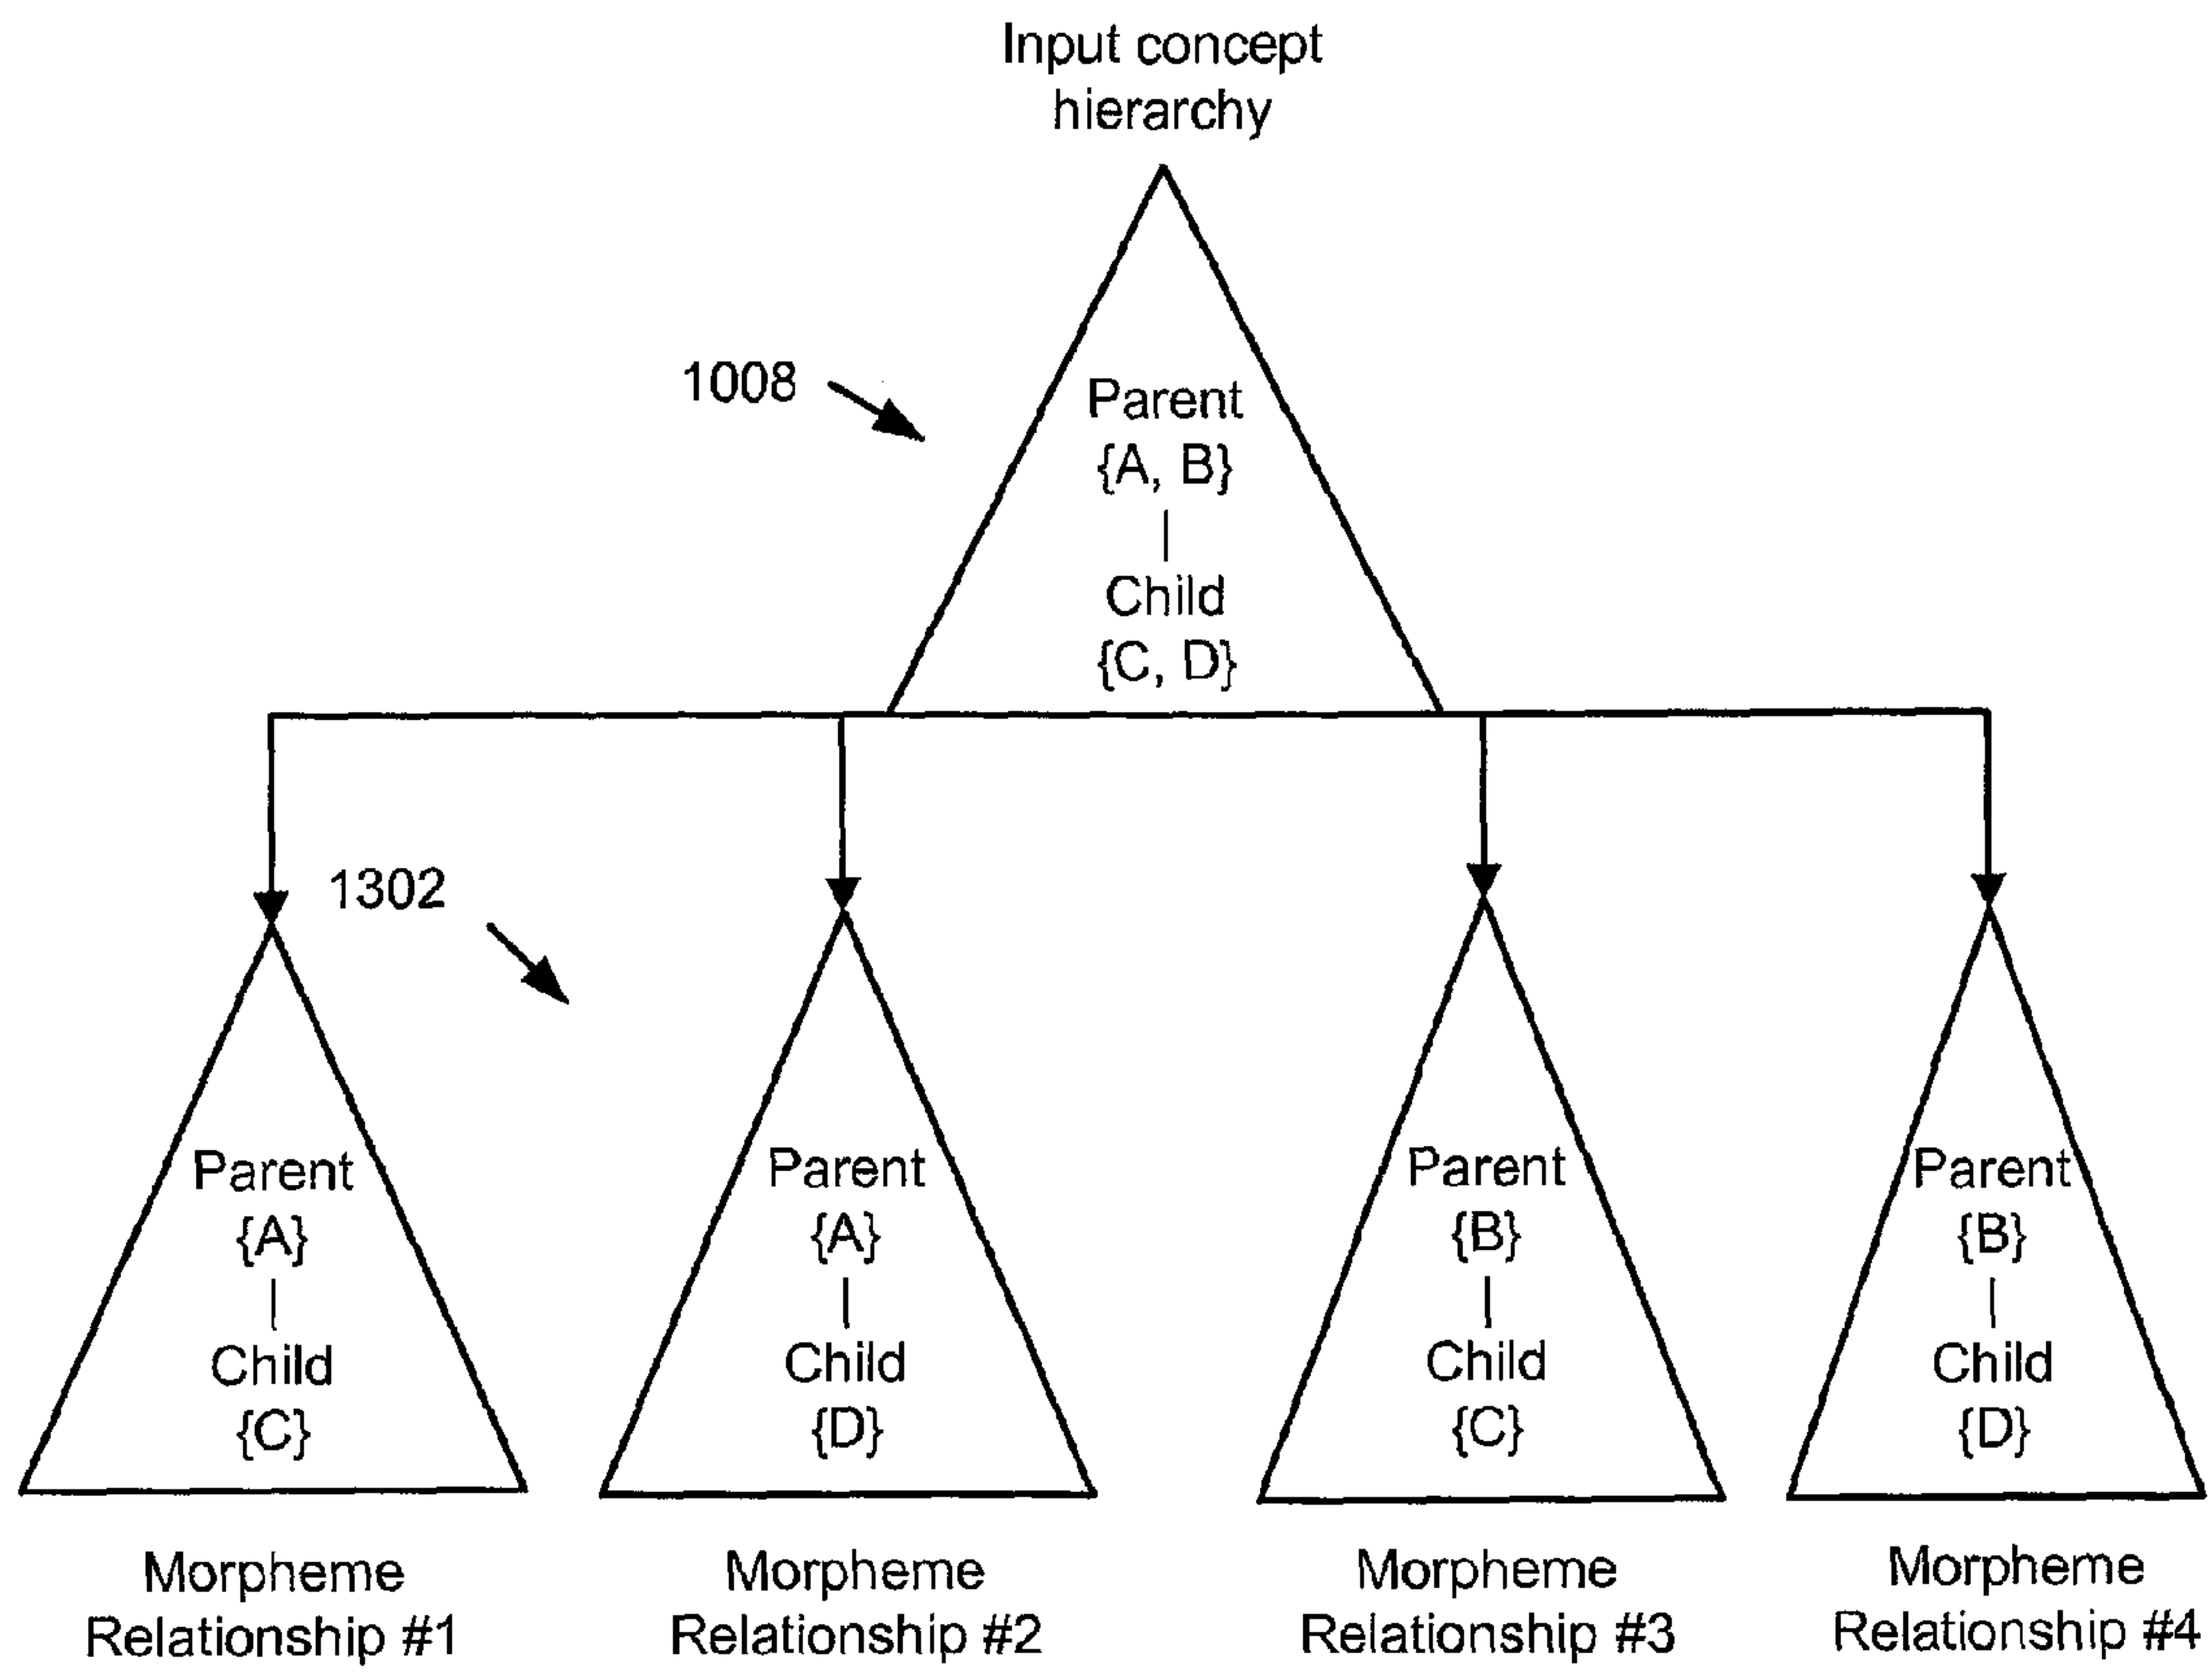 Input concept
hierarchy
1008
Parent
{A, B}
|
Child
{C, D}
1302
Parent
{A}
|
Child
{C}
Morpheme
Relationship #1
Parent
{A}
|
Child
{D}
Morpheme
Relationship #2
Parent
{B}
|
Child
{C}
Morpheme
Relationship #3
Parent
{B}
|
Child
{D}
Morpheme
Relationship #4